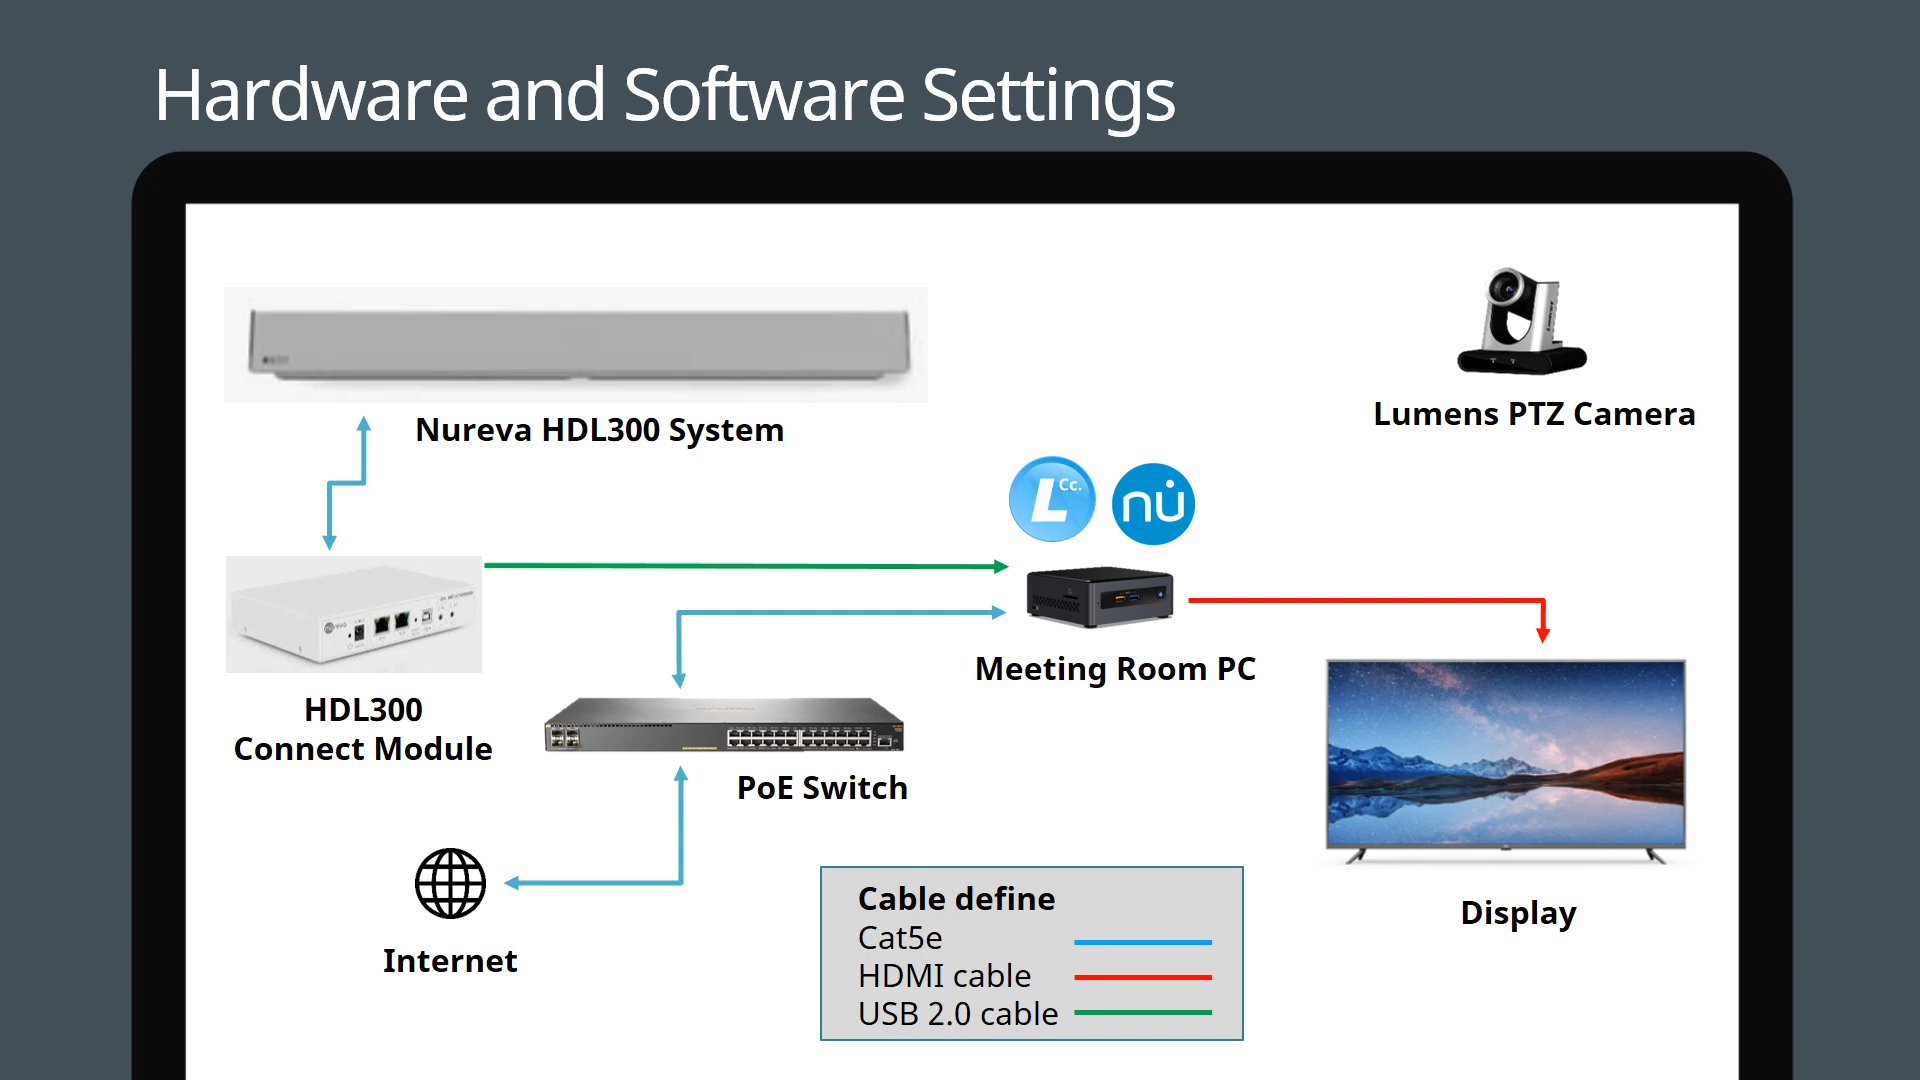 Hardware and Software Settings
Nureva HDL300 System
Lumens PTZ Camera
L Cc.
nu
HDL300
Connect Module
Meeting Room PC
PoE Switch
Internet
Display
Cable define
Cat5e
HDMI cable
USB 2.0 cable